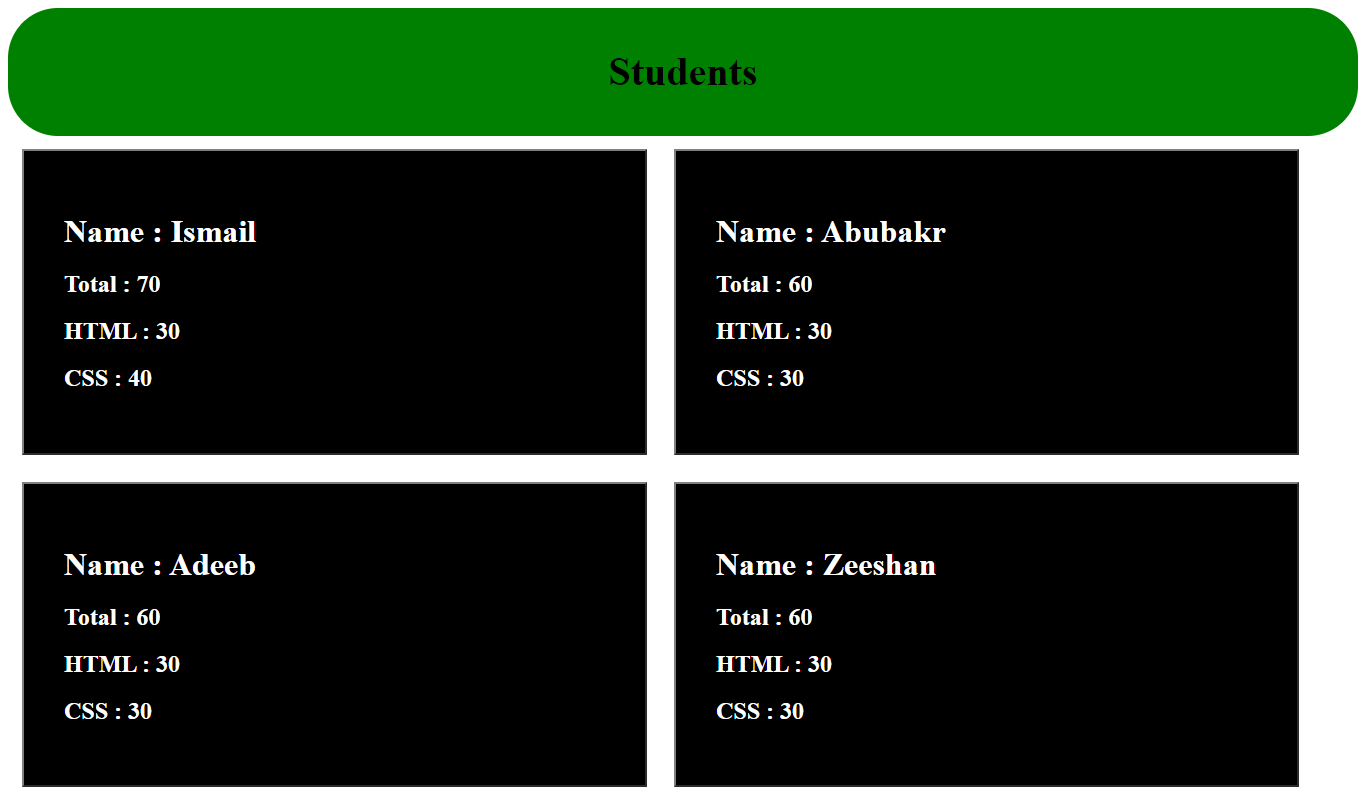 Students
Name : Ismail
Total : 70
HTML : 30
CSS : 40
Name : Abubakr
Total : 60
HTML : 30
CSS : 30
Name : Adeeb
Total : 60
HTML : 30
CSS : 30
Name : Zeeshan
Total : 60
HTML : 30
CSS : 30